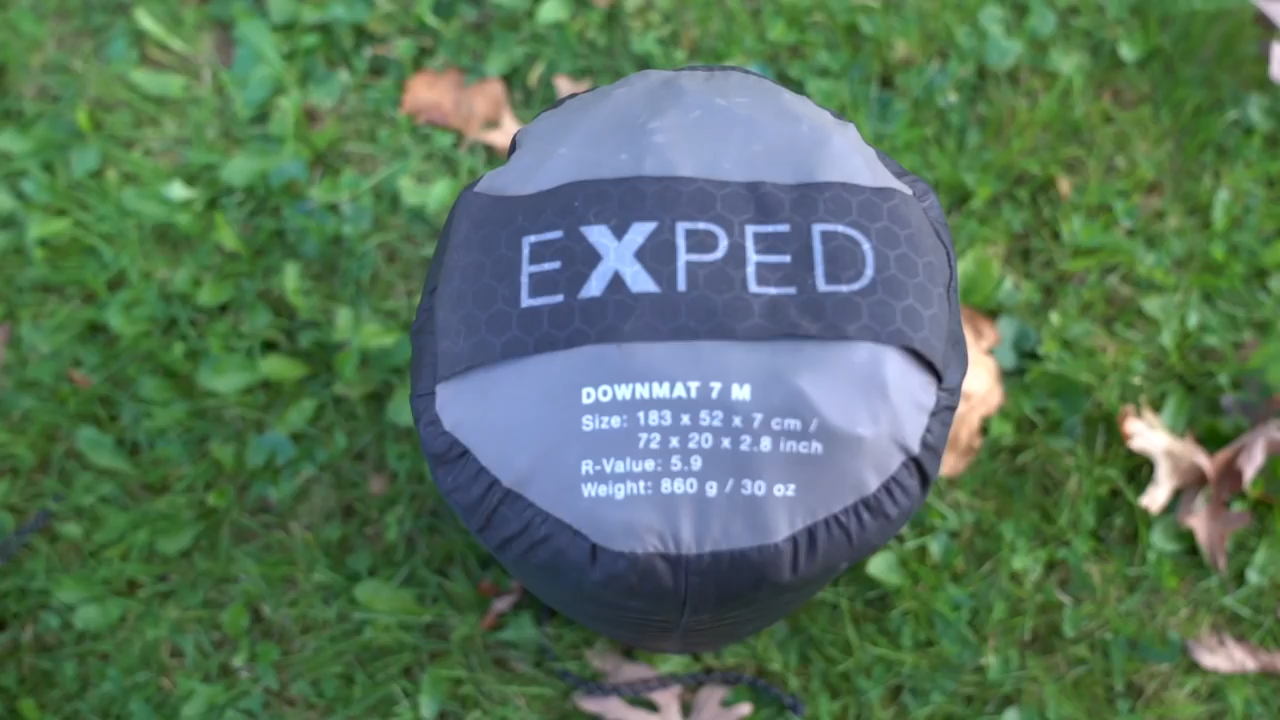 EXPED
DOWNMAT 7 M
Size: 183 x 52 x 7 cm /
72 x 20 x 2.8 inch
R-Value: 5.9
Weight: 860 g / 30 oz